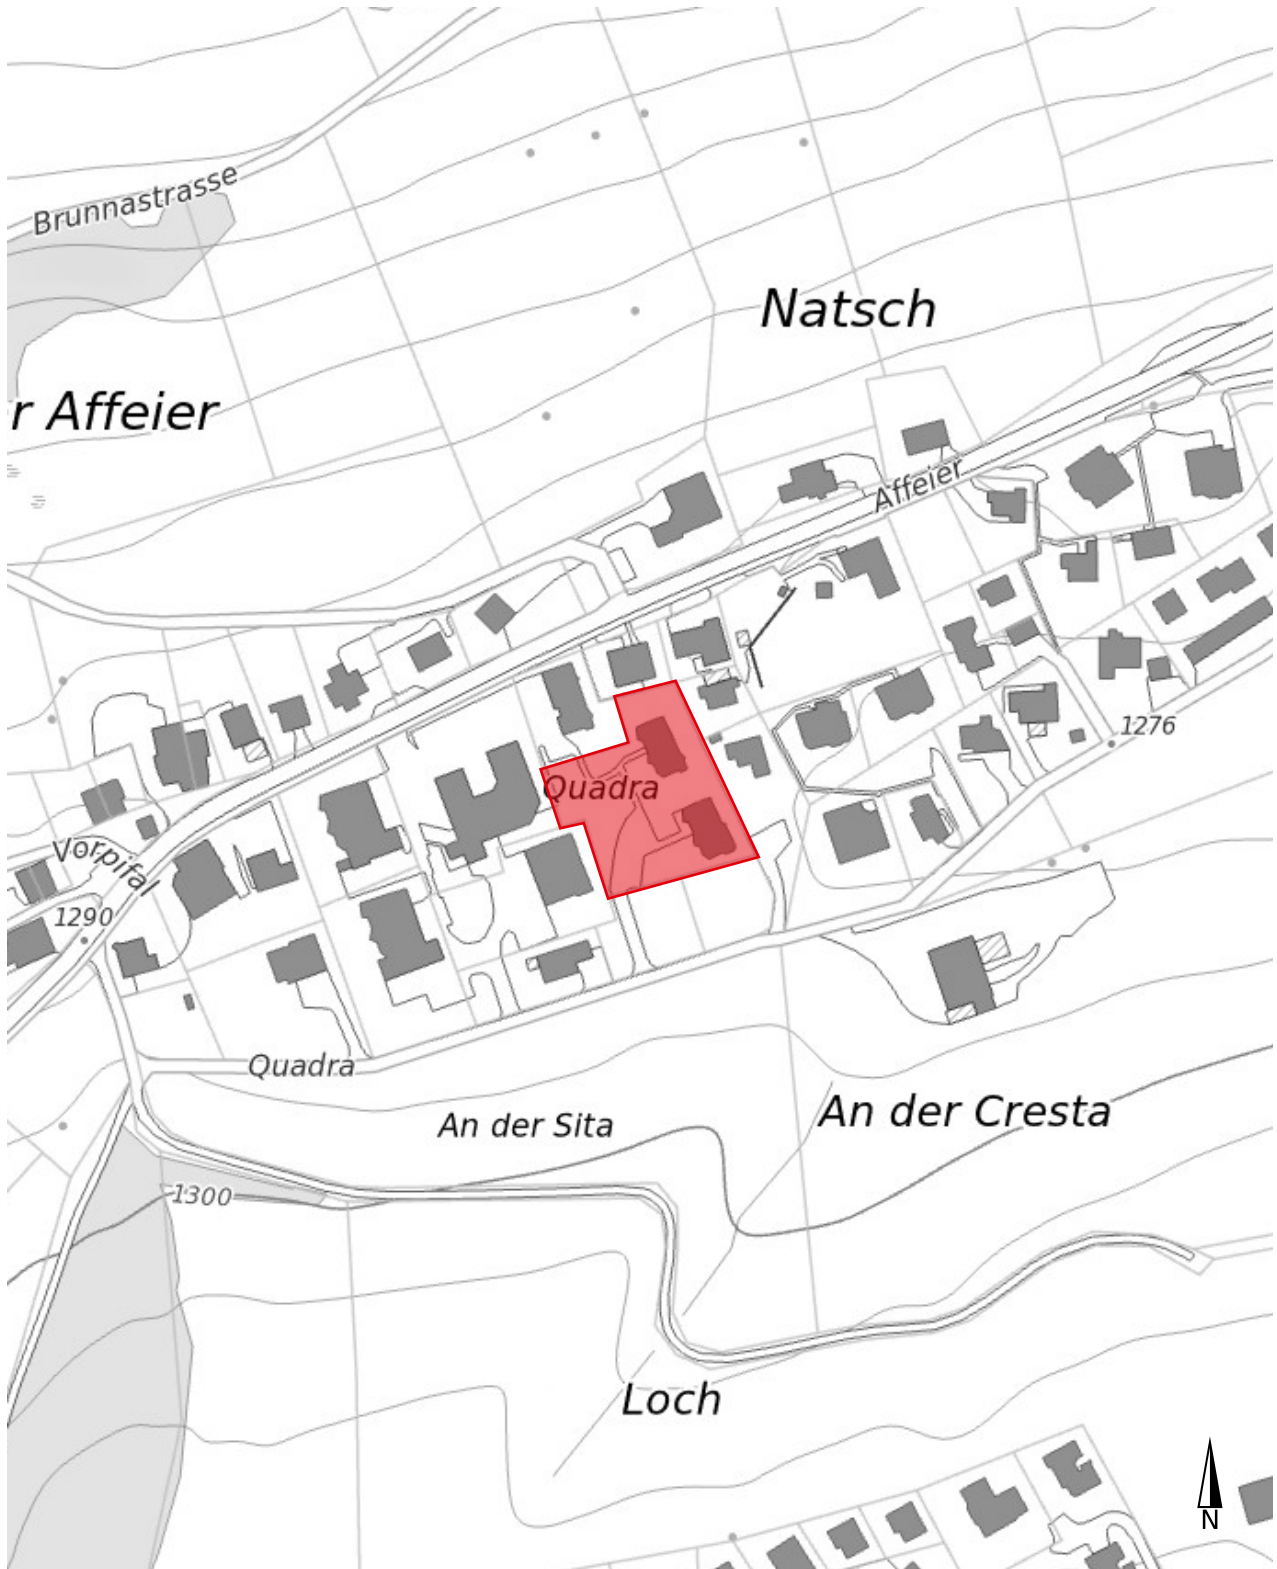 Brunnastrasse
Natsch
r Affeier
Affeier
1276
Quadra
Vorpifal
1290
Quadra
An der Sita
An der Cresta
1300
Loch
N